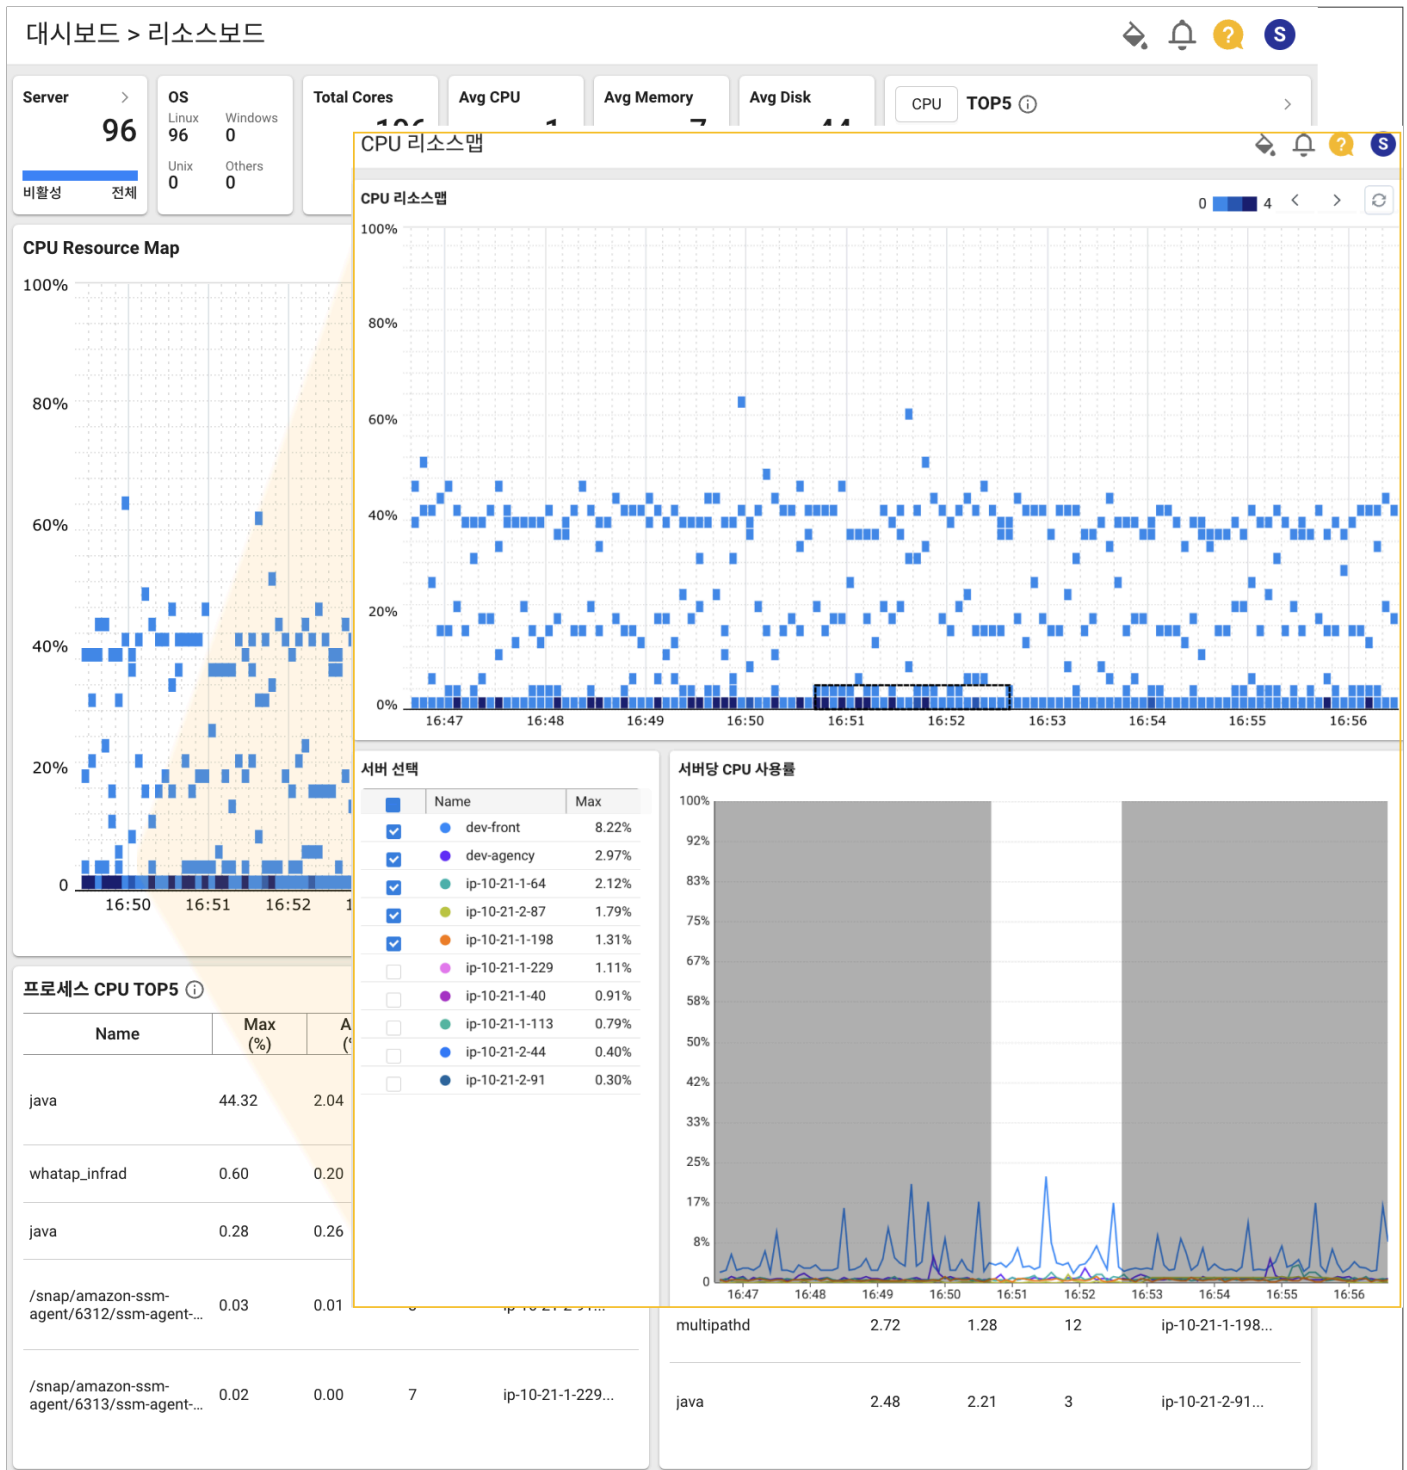 대시보드 > 리소스보드
?
S
Server
96
비활성 전체
OS
Linux Windows
96 0
Unix Others
0 0
Total Cores
Avg CPU
Avg Memory
Avg Disk
44
CPU TOP5
CPU Resource Map
100%
80%
60%
40%
20%
0
16:50 16:51 16:52
CPU 리소스맵
?
S
CPU 리소스맵
0 4
100%
80%
60%
40%
20%
0%
16:47 16:48 16:49 16:50 16:51 16:52 16:53 16:54 16:55 16:56
서버 선택
Name Max
dev-front 8.22%
dev-agency 2.97%
ip-10-21-1-64 2.12%
ip-10-21-2-87 1.79%
ip-10-21-1-198 1.31%
ip-10-21-1-229 1.11%
ip-10-21-1-40 0.91%
ip-10-21-1-113 0.79%
ip-10-21-2-44 0.40%
ip-10-21-2-91 0.30%
서버당 CPU 사용률
100%
92%
83%
75%
67%
58%
50%
42%
33%
25%
17%
8%
0
16:47 16:48 16:49 16:50 16:51 16:52 16:53 16:54 16:55 16:56
프로세스 CPU TOP5
Name Max (%)
java 44.32 2.04
whatap_infrad 0.60 0.20
java 0.28 0.26
/snap/amazon-ssm-
agent/6312/ssm-agent-... 0.03 0.01
/snap/amazon-ssm-
agent/6313/ssm-agent-... 0.02 0.00 7 ip-10-21-1-229...
multipathd 2.72 1.28 12 ip-10-21-1-198...
java 2.48 2.21 3 ip-10-21-2-91...